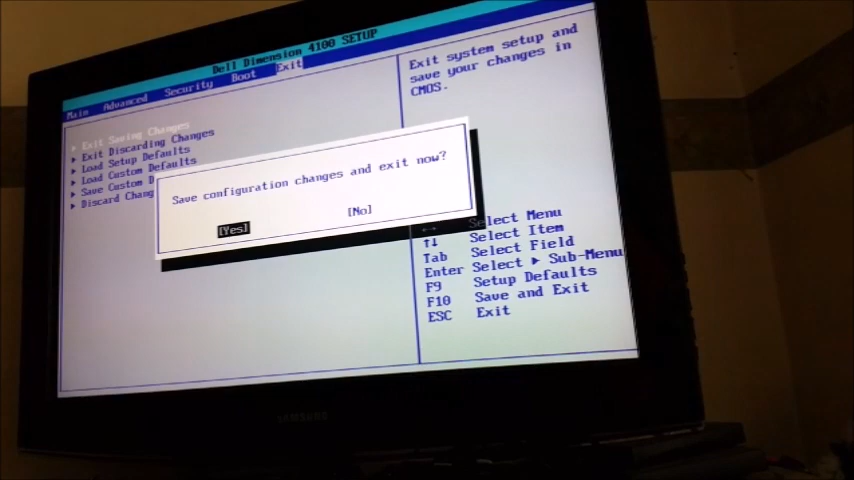 Dell Dimension 4100 SETUP
Main Advanced Security Boot Exit
Exit Saving Changes
Exit Discarding Changes
Load Setup Defaults
Load Custom Defaults
Save Custom D
Discard Chang
Save configuration changes and exit now?
[Yes] [No]
Exit system setup and
save your changes in
CMOS.
↔ Select Menu
↑↓ Select Item
Tab Select Field
Enter Select ▶ Sub-Menu
F9 Setup Defaults
F10 Save and Exit
ESC Exit
SAMSUNG